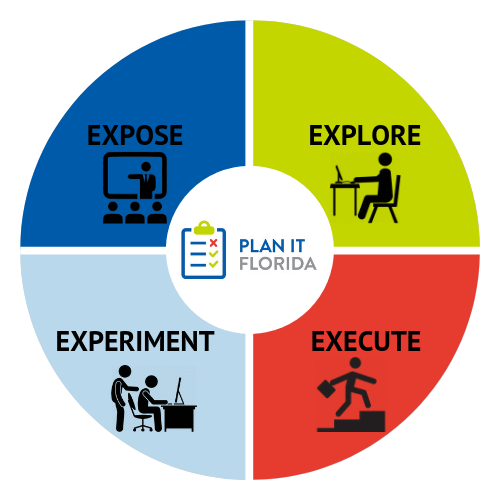 EXPOSE
EXPLORE
PLAN IT
FLORIDA
EXPERIMENT
EXECUTE